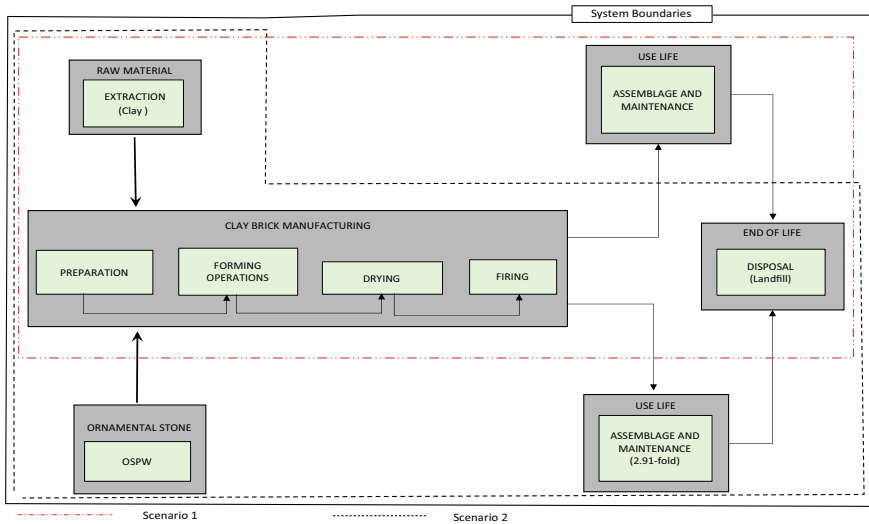 System Boundaries
RAW MATERIAL
EXTRACTION
(Clay )
USE LIFE
ASSEMBLAGE AND
MAINTENANCE
CLAY BRICK MANUFACTURING
PREPARATION
FORMING
OPERATIONS
DRYING
FIRING
END OF LIFE
DISPOSAL
(Landfill)
ORNAMENTAL STONE
OSPW
USE LIFE
ASSEMBLAGE AND
MAINTENANCE
(2.91-fold)
Scenario 1
Scenario 2